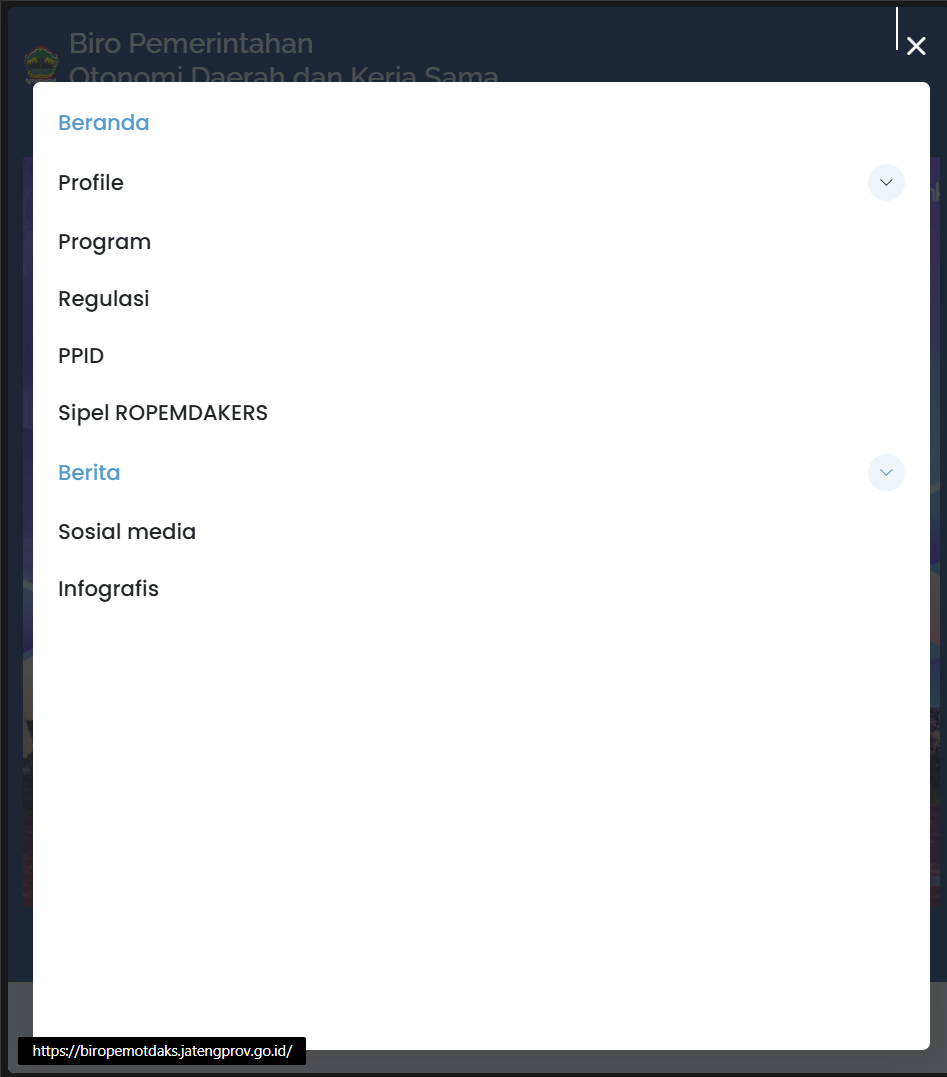 Biro Pemerintahan
Otonomi Daerah dan Kerja Sama
Beranda
Profile
Program
Regulasi
PPID
Sipel ROPEMDAKERS
Berita
Sosial media
Infografis
https://biropemotdaks.jatengprov.go.id/